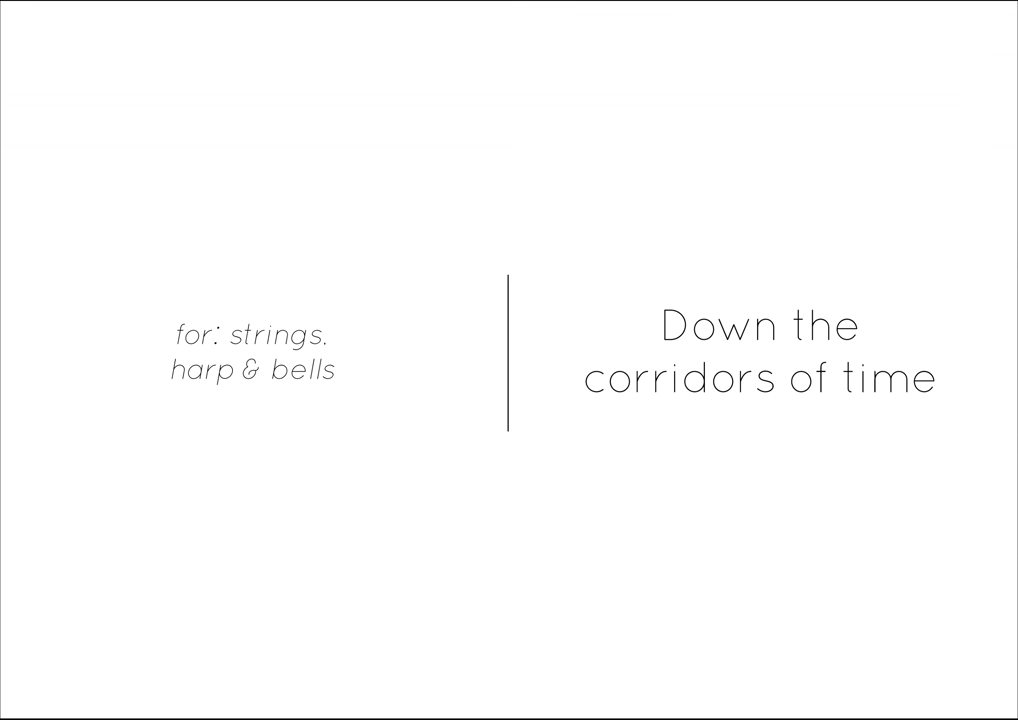 for: strings,
harp & bells
Down the
corridors of time